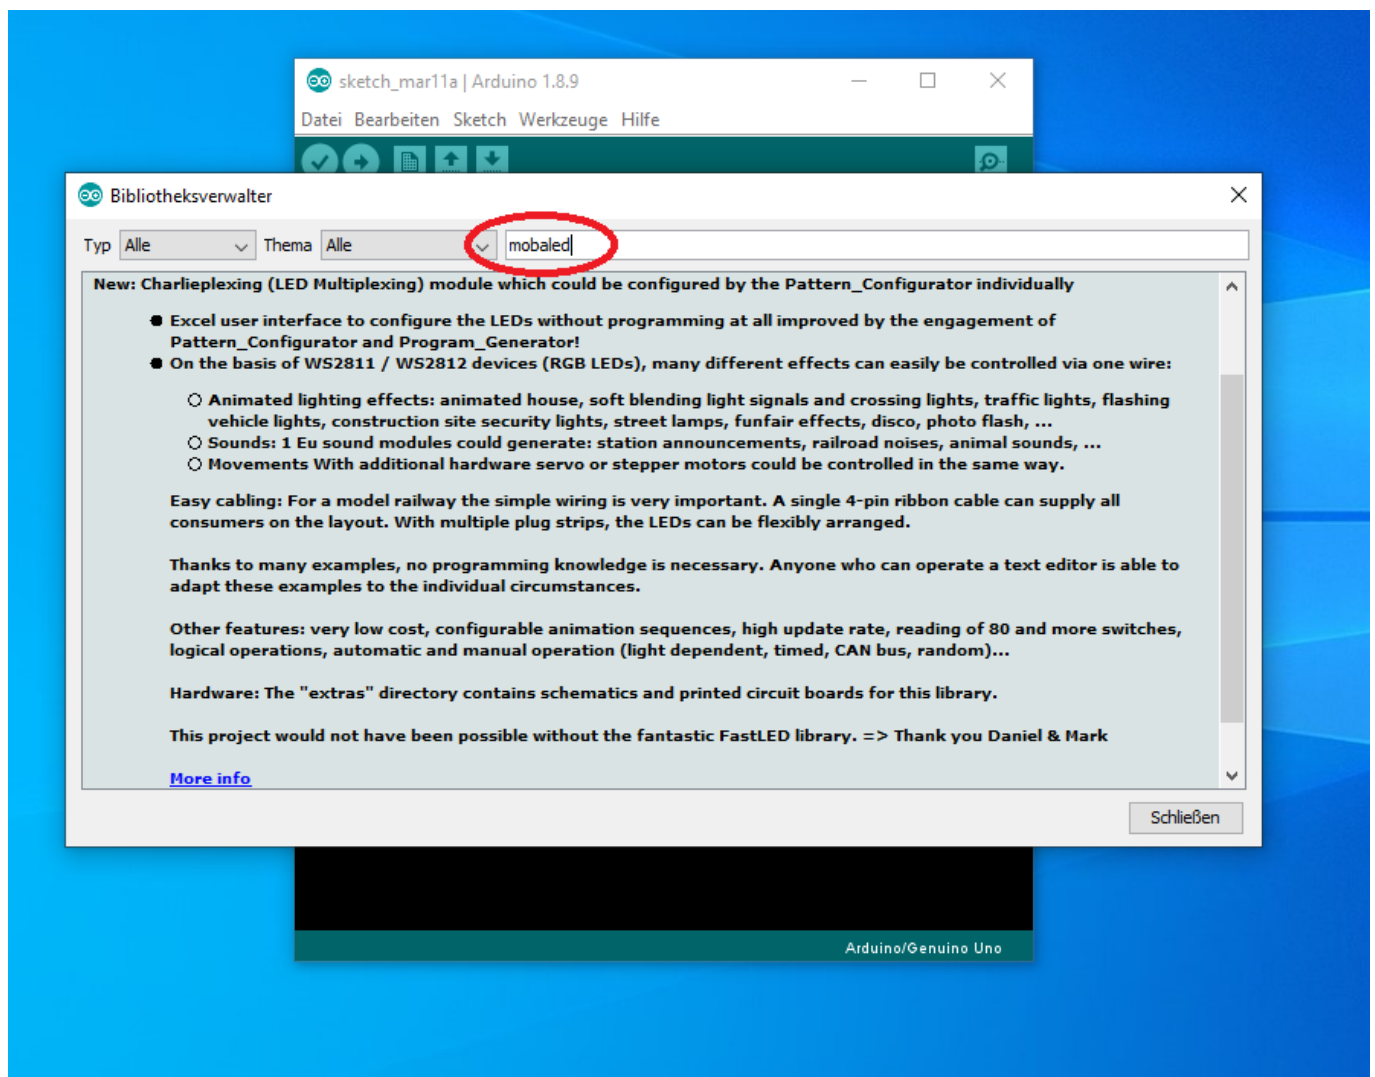 sketch_mar11a | Arduino 1.8.9
Datei Bearbeiten Sketch Werkzeuge Hilfe
Bibliotheksverwalter
Typ Alle Thema Alle mobaled
New: Charlieplexing (LED Multiplexing) module which could be configured by the Pattern_Configurator individually
Excel user interface to configure the LEDs without programming at all improved by the engagement of
Pattern_Configurator and Program_Generator!
On the basis of WS2811 / WS2812 devices (RGB LEDs), many different effects can easily be controlled via one wire:
Animated lighting effects: animated house, soft blending light signals and crossing lights, traffic lights, flashing
vehicle lights, construction site security lights, street lamps, funfair effects, disco, photo flash, ...
Sounds: 1 Eu sound modules could generate: station announcements, railroad noises, animal sounds, ...
Movements With additional hardware servo or stepper motors could be controlled in the same way.
Easy cabling: For a model railway the simple wiring is very important. A single 4-pin ribbon cable can supply all
consumers on the layout. With multiple plug strips, the LEDs can be flexibly arranged.
Thanks to many examples, no programming knowledge is necessary. Anyone who can operate a text editor is able to
adapt these examples to the individual circumstances.
Other features: very low cost, configurable animation sequences, high update rate, reading of 80 and more switches,
logical operations, automatic and manual operation (light dependent, timed, CAN bus, random)...
Hardware: The "extras" directory contains schematics and printed circuit boards for this library.
This project would not have been possible without the fantastic FastLED library. => Thank you Daniel & Mark
More info
Schließen
Arduino/Genuino Uno